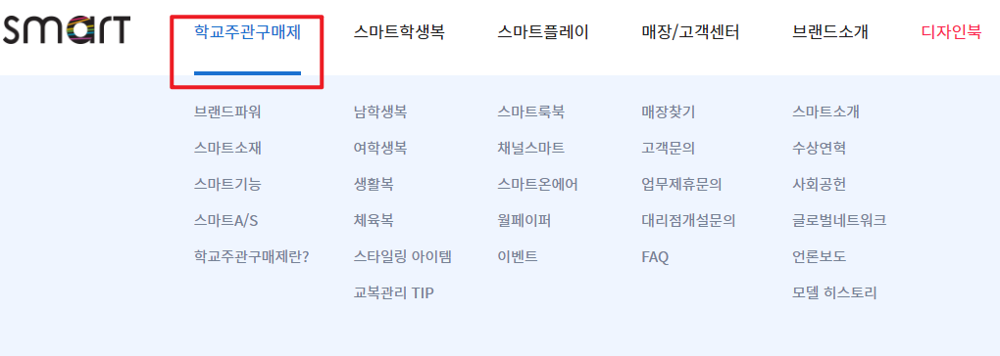 smart 학교주관구매제 스마트학생복 스마트플레이 매장/고객센터 브랜드소개 디자인북
브랜드파워 남학생복 스마트룩북 매장찾기 스마트소개
스마트소재 여학생복 채널스마트 고객문의 수상연혁
스마트기능 생활복 스마트온에어 업무제휴문의 사회공헌
스마트A/S 체육복 월페이퍼 대리점개설문의 글로벌네트워크
학교주관구매제란? 스타일링 아이템 이벤트 FAQ 언론보도
교복관리 TIP 모델 히스토리